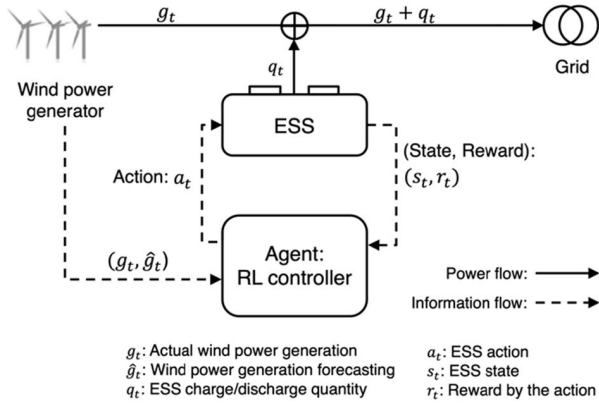 g_t
g_t + q_t
q_t
Wind power
generator
Grid
ESS
Action: a_t
(State, Reward):
(s_t, r_t)
(g_t, ĝ_t)
Agent:
RL controller
Power flow:
Information flow:
g_t: Actual wind power generation
ĝ_t: Wind power generation forecasting
q_t: ESS charge/discharge quantity
a_t: ESS action
s_t: ESS state
r_t: Reward by the action